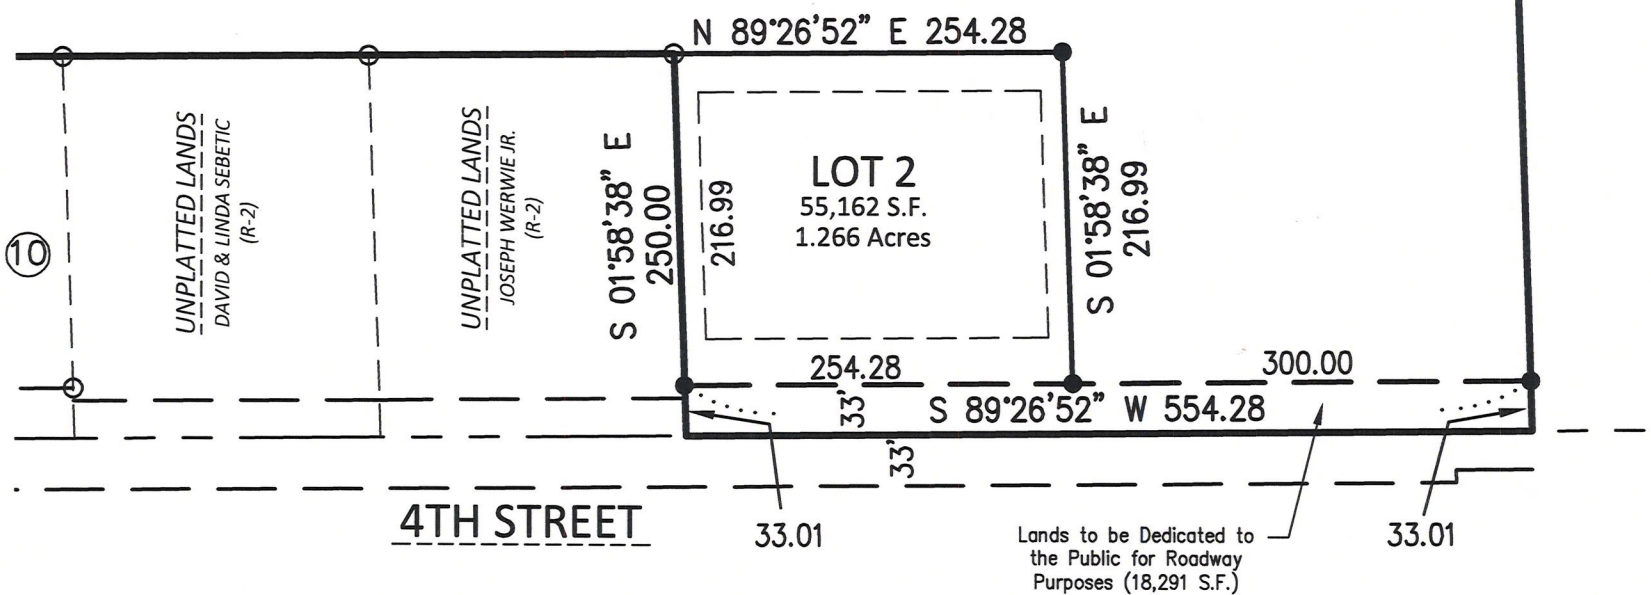 N 89°26'52" E 254.28
10
UNPLATTED LANDS
DAVID & LINDA SEBETIC
(R-2)
UNPLATTED LANDS
JOSEPH WERWIE JR.
(R-2)
S 01°58'38" E
250.00
216.99
LOT 2
55,162 S.F.
1.266 Acres
S 01°58'38" E
216.99
254.28
300.00
33'
S 89°26'52" W 554.28
33'
4TH STREET
33.01
Lands to be Dedicated to
the Public for Roadway
Purposes (18,291 S.F.)
33.01